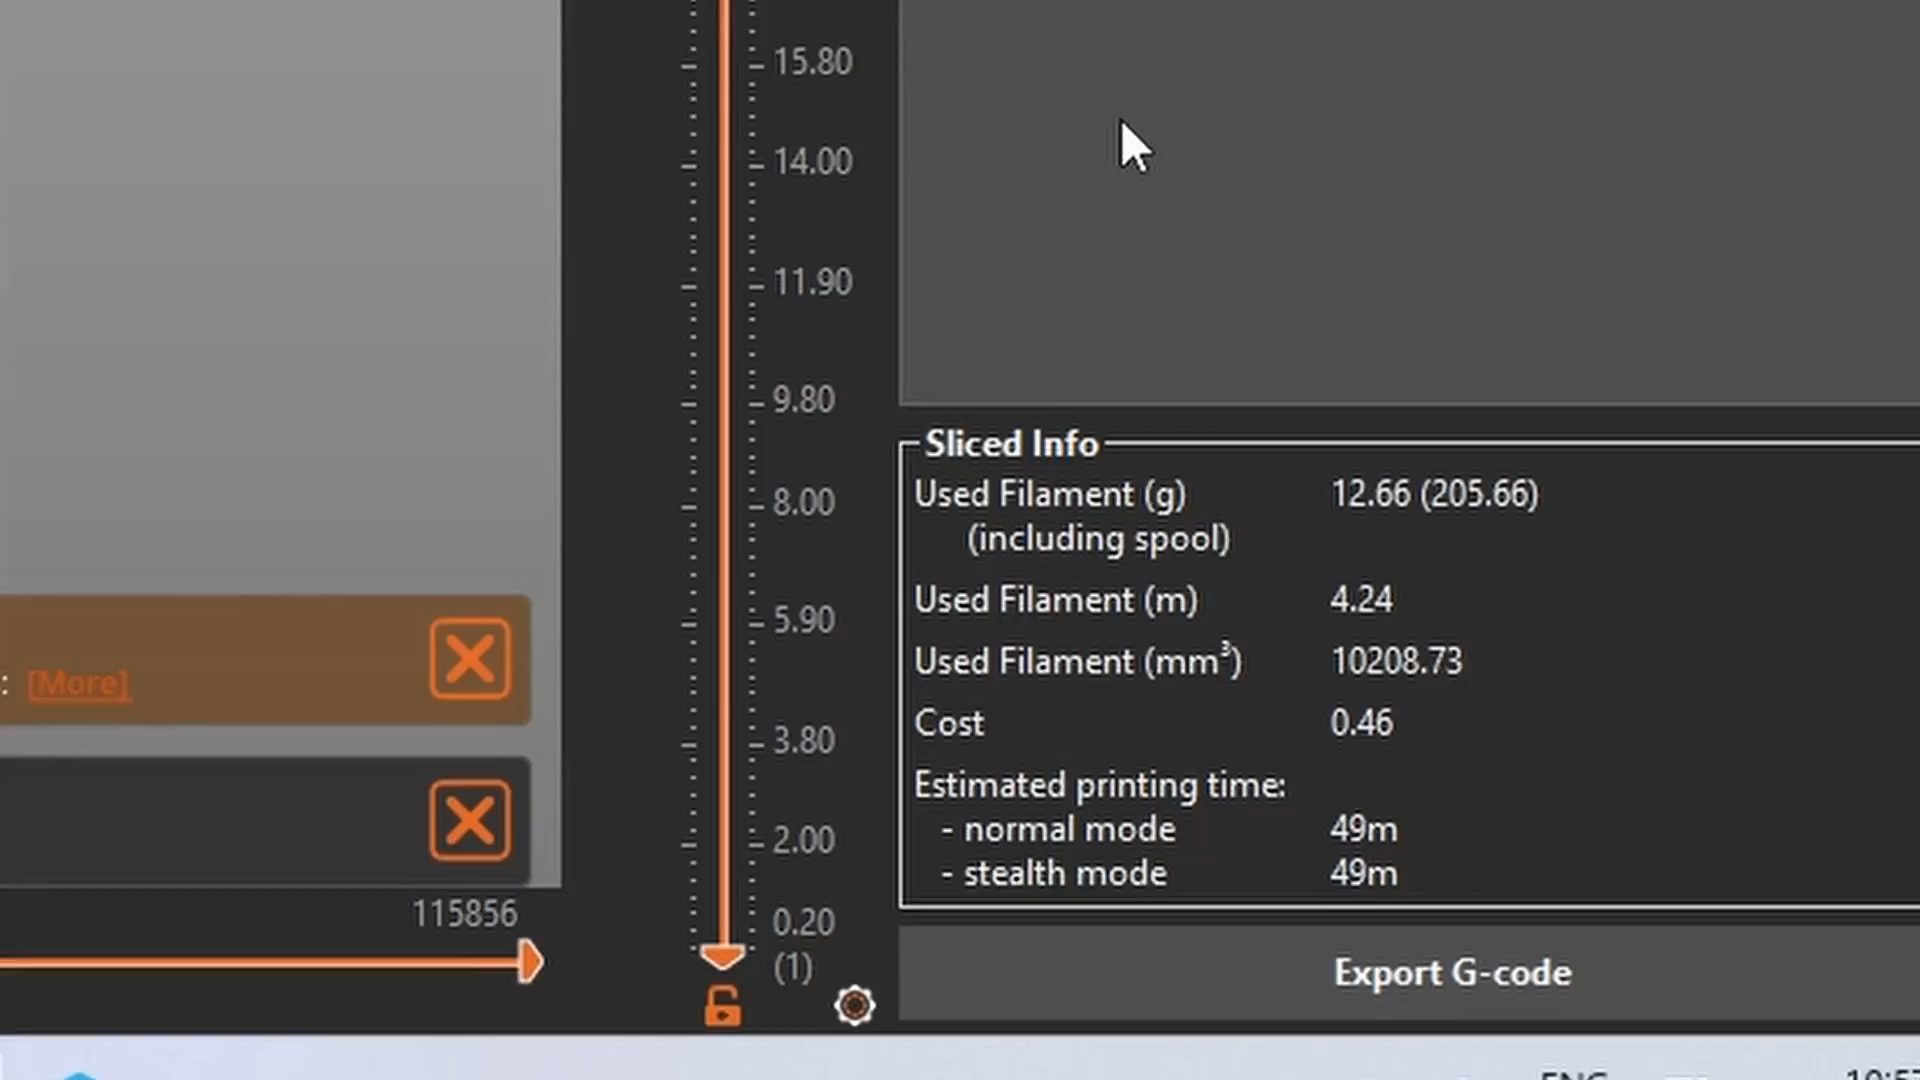 15.80
14.00
11.90
9.80
8.00
5.90
3.80
2.00
0.20
(1)
Sliced Info
Used Filament (g) 12.66 (205.66)
(including spool)
Used Filament (m) 4.24
Used Filament (mm³) 10208.73
Cost 0.46
Estimated printing time:
- normal mode 49m
- stealth mode 49m
: [More]
115856
Export G-code
ENG